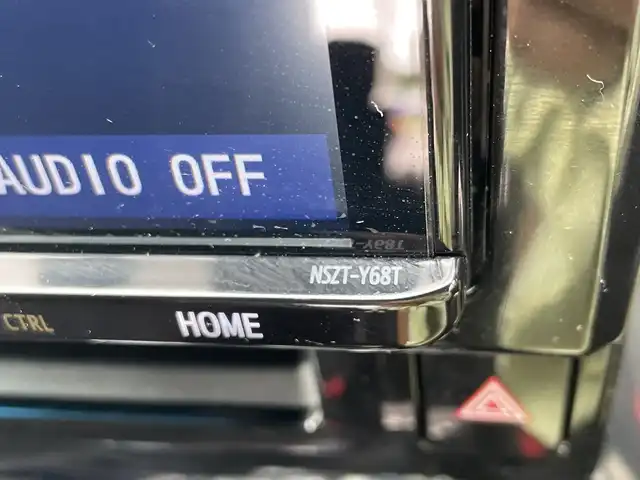 AUDIO OFF
NSZT-Y68T
CTRL
HOME